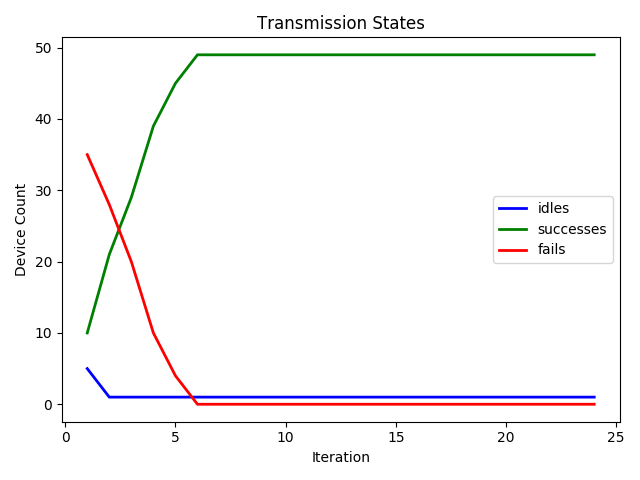 Transmission States
Device Count
50
40
30
20
10
0
idles
successes
fails
0 5 10 15 20 25
Iteration